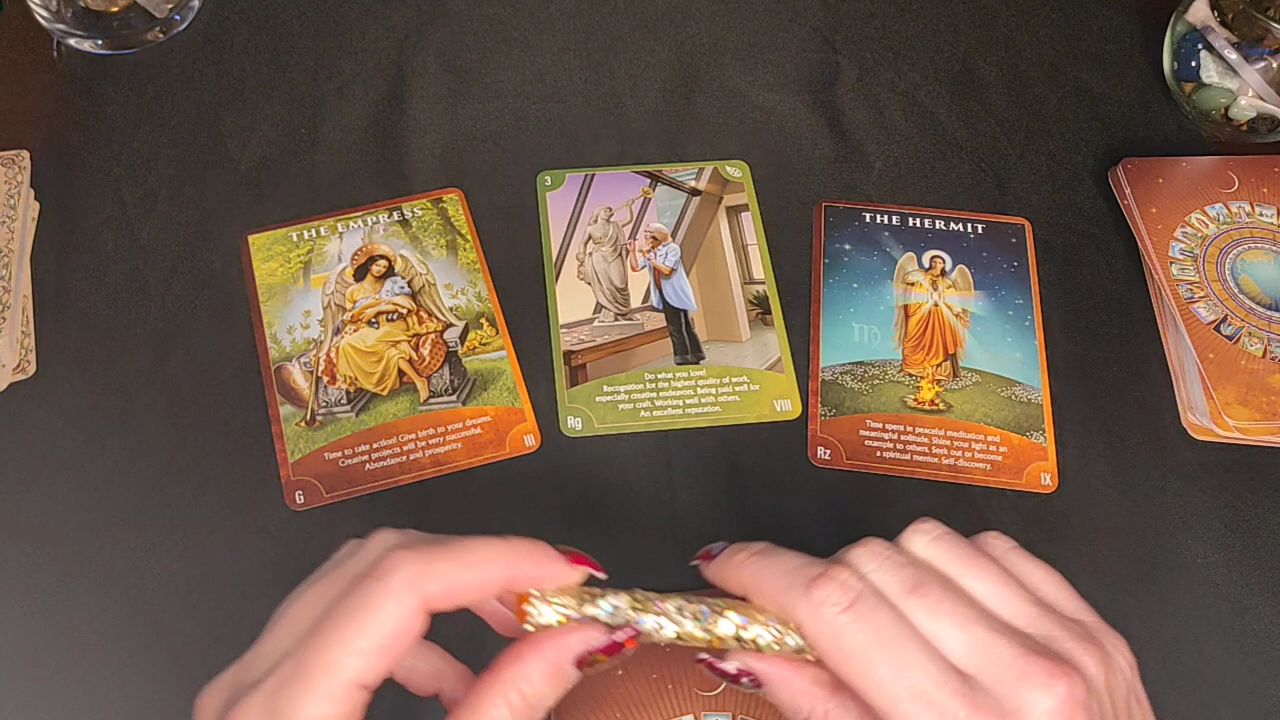 THE EMPRESS
Time to take action! Give birth to your dreams.
Creative projects will be very successful.
Abundance and prosperity.
G
III
3
Do what you love!
Recognition for the highest quality of work,
especially creative endeavors. Being paid well for
your craft. Working well with others.
An excellent reputation.
Rg
VIII
THE HERMIT
Time spent in peaceful meditation and
meaningful solitude. Shine your light as an
example to others. Seek out or become
a spiritual mentor. Self-discovery.
Rz
IX